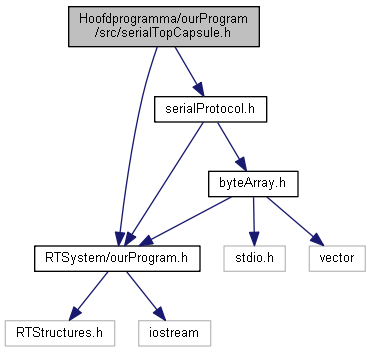 Hoofdprogramma/ourProgram
/src/serialTopCapsule.h
serialProtocol.h
byteArray.h
RTSystem/ourProgram.h
stdio.h
vector
RTStructures.h
iostream